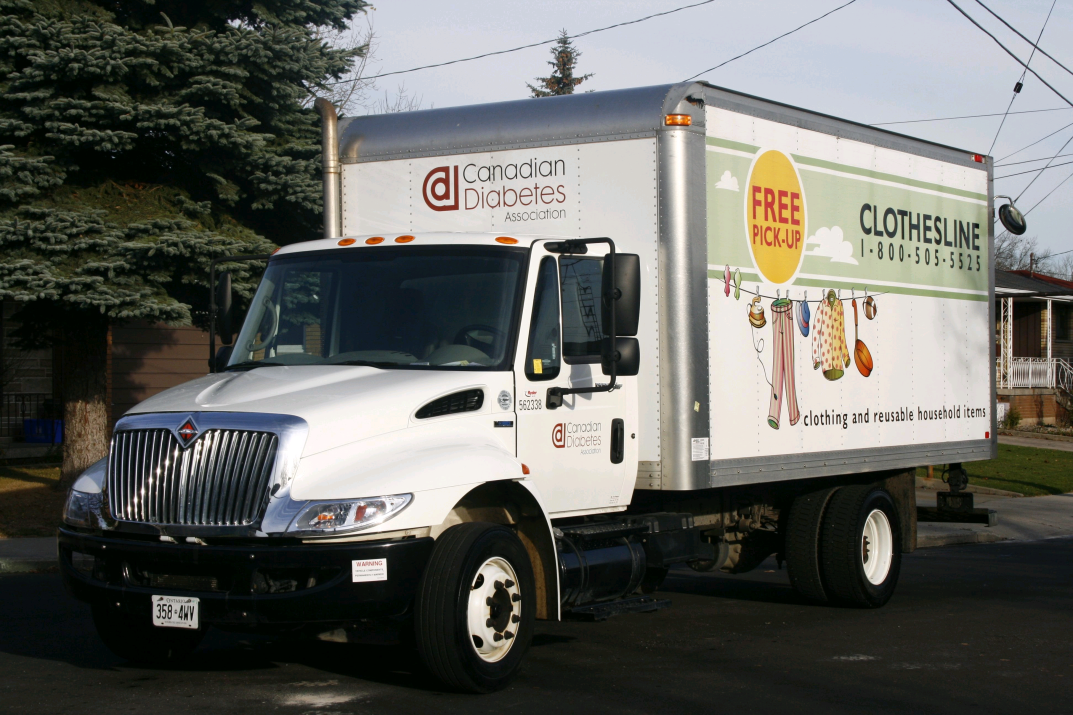 Canadian
Diabetes
Association
FREE
PICK-UP
CLOTHESLINE
1-800-505-5525
clothing and reusable household items
562338
Canadian
Diabetes
Association
WARNING
358 4WV